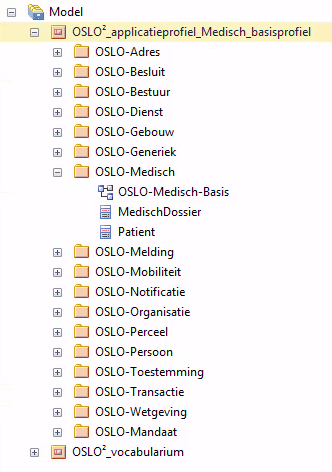 Model
OSLO²_applicatieprofiel_Medisch_basisprofiel
OSLO-Adres
OSLO-Besluit
OSLO-Bestuur
OSLO-Dienst
OSLO-Gebouw
OSLO-Generiek
OSLO-Medisch
OSLO-Medisch-Basis
MedischDossier
Patient
OSLO-Melding
OSLO-Mobiliteit
OSLO-Notificatie
OSLO-Organisatie
OSLO-Perceel
OSLO-Persoon
OSLO-Toestemming
OSLO-Transactie
OSLO-Wetgeving
OSLO-Mandaat
OSLO²_vocabularium